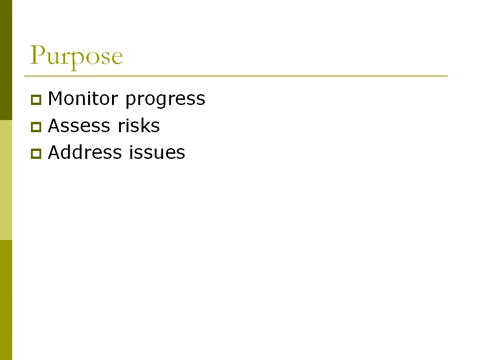 Purpose
Monitor progress
Assess risks
Address issues